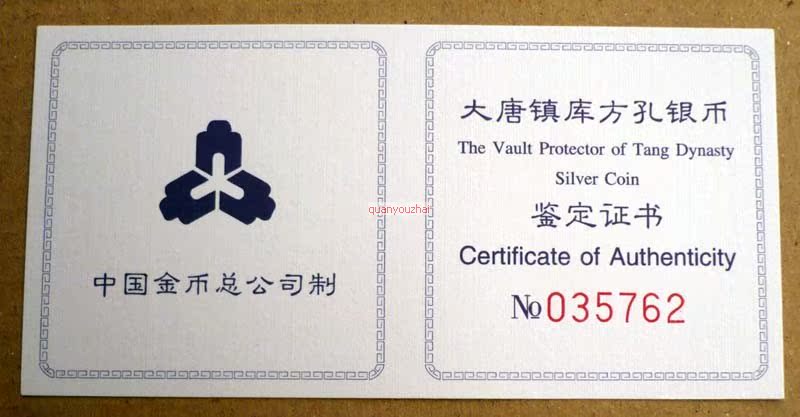 quanyouzhai
中国金币总公司制
大唐镇库方孔银币
The Vault Protector of Tang Dynasty
Silver Coin
鉴定证书
Certificate of Authenticity
№035762